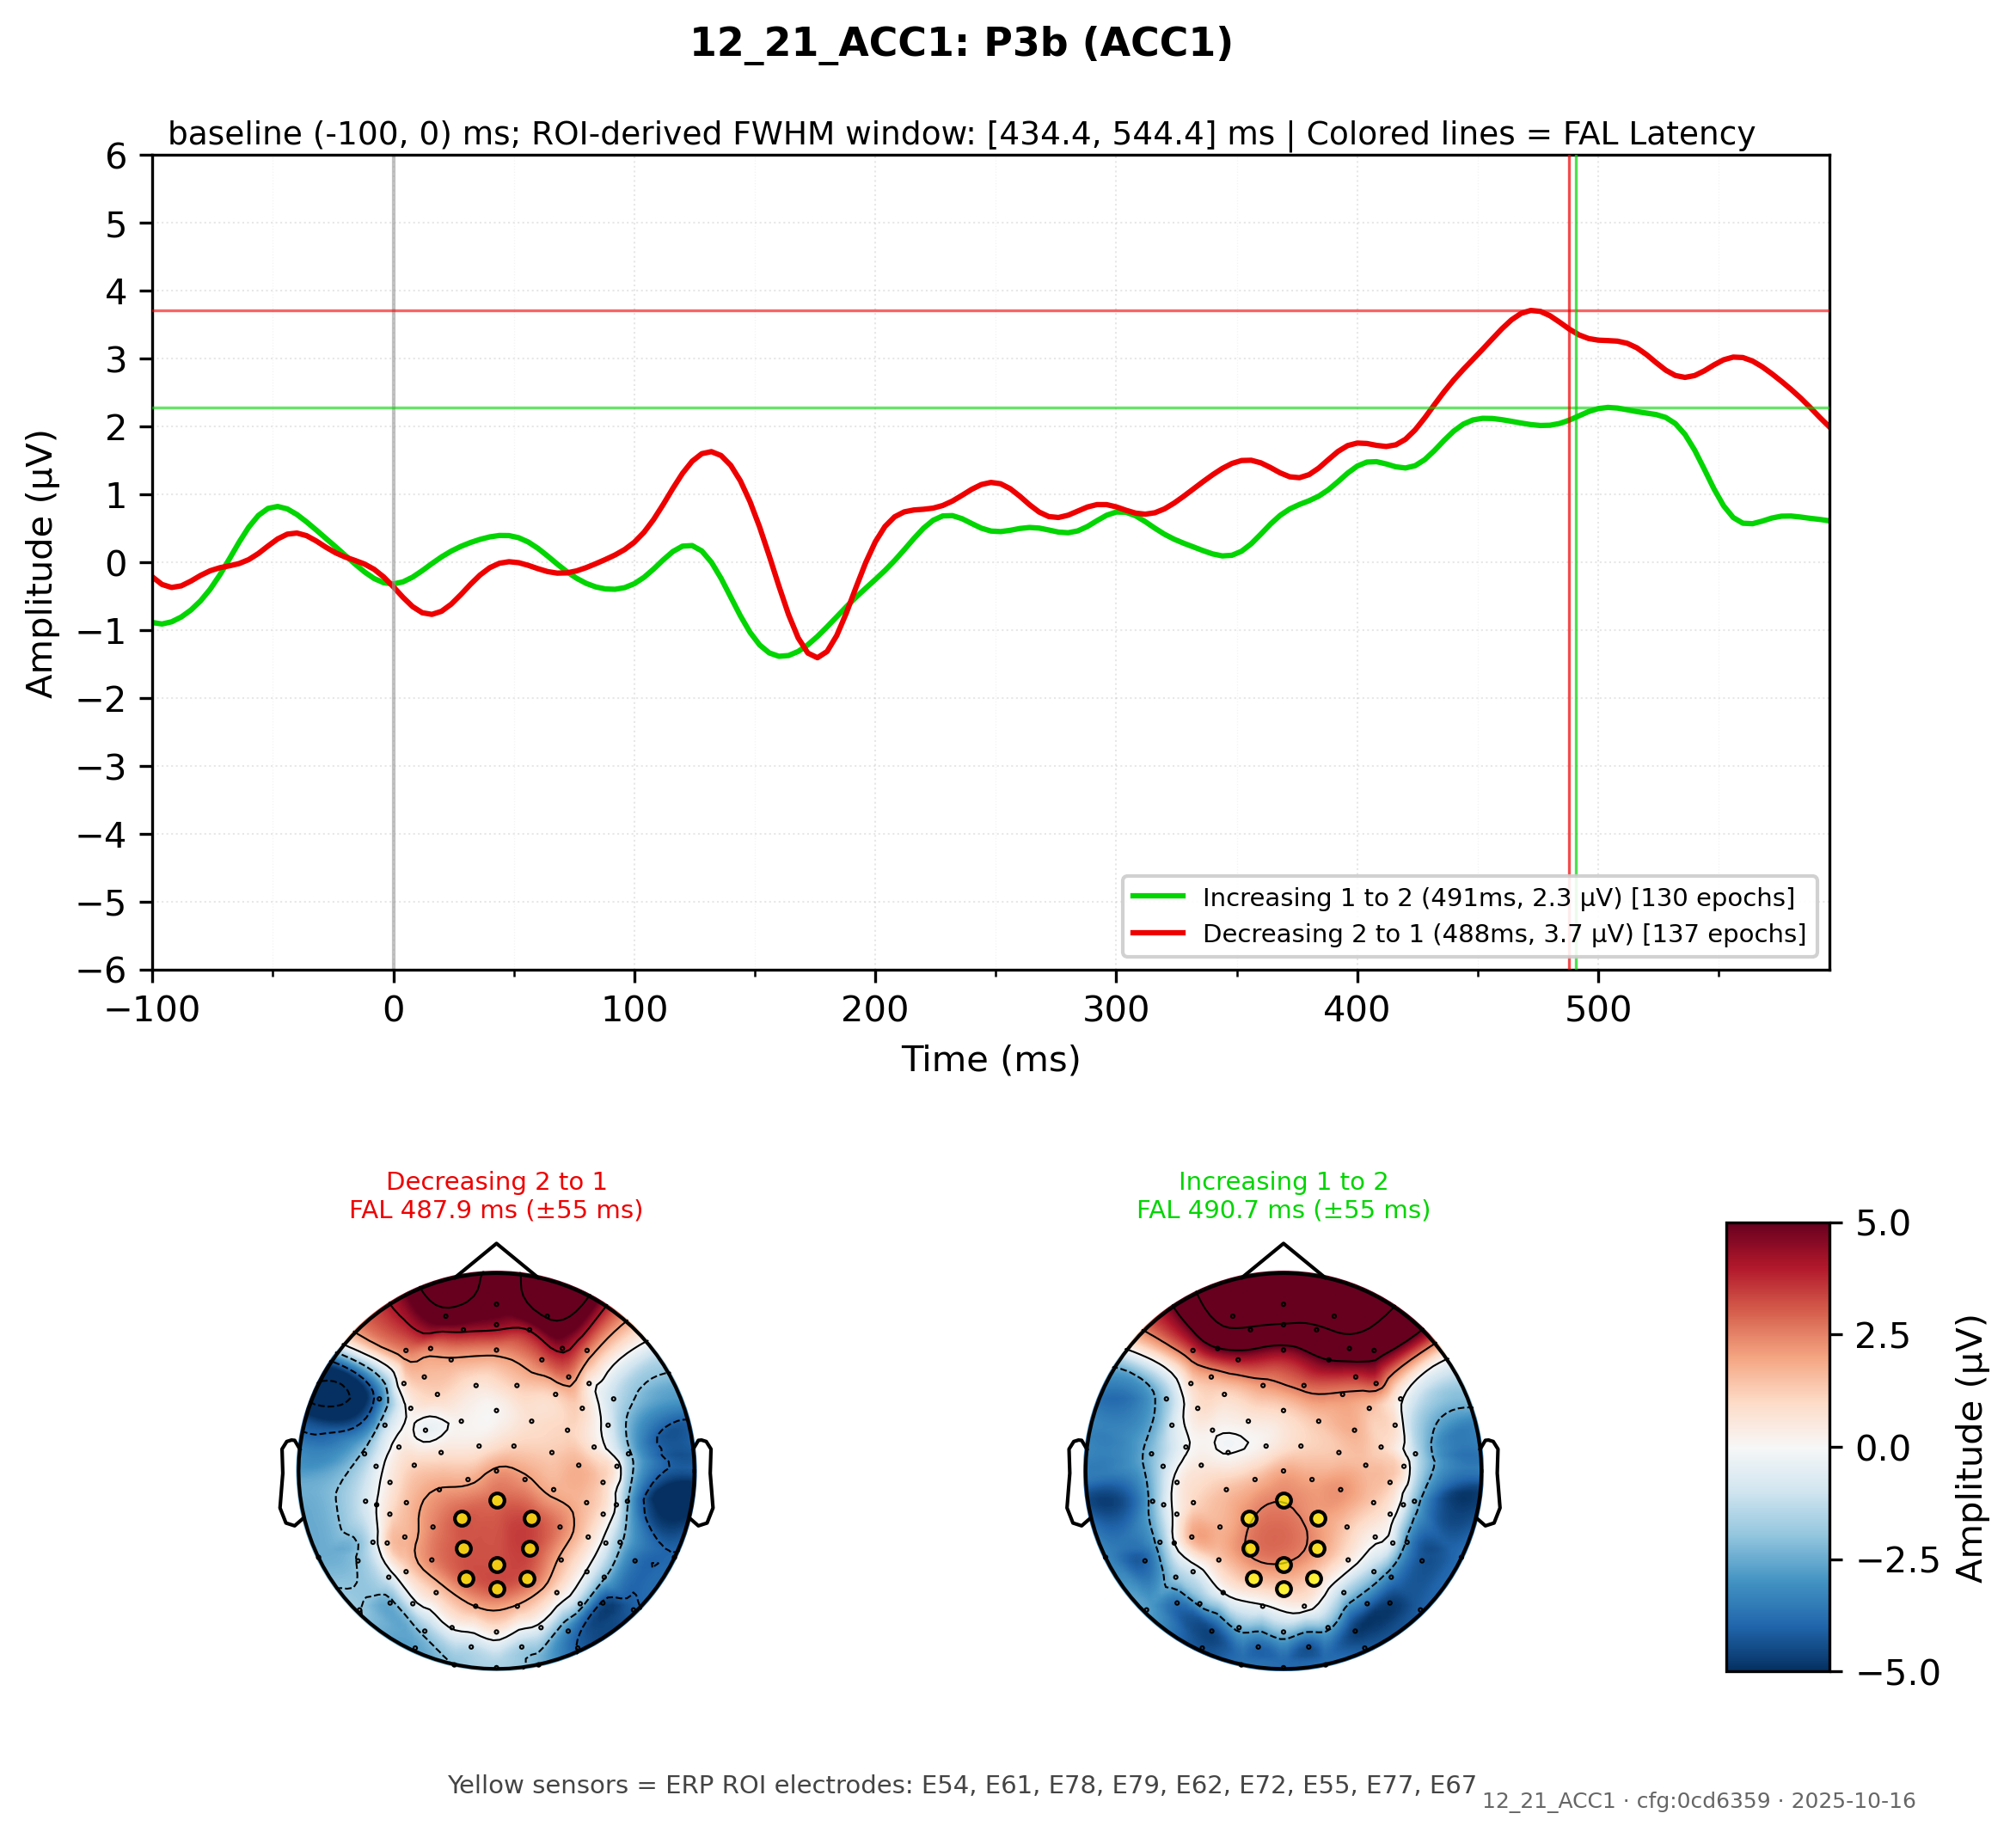 12_21_ACC1: P3b (ACC1)
baseline (-100, 0) ms; ROI-derived FWHM window: [434.4, 544.4] ms | Colored lines = FAL Latency
6
5
4
3
2
1
0
−1
−2
−3
−4
−5
−6
Amplitude (µV)
Increasing 1 to 2 (491ms, 2.3 µV) [130 epochs]
Decreasing 2 to 1 (488ms, 3.7 µV) [137 epochs]
−100 0 100 200 300 400 500
Time (ms)
Decreasing 2 to 1
FAL 487.9 ms (±55 ms)
Increasing 1 to 2
FAL 490.7 ms (±55 ms)
5.0
2.5
0.0
−2.5
−5.0
Amplitude (µV)
Yellow sensors = ERP ROI electrodes: E54, E61, E78, E79, E62, E72, E55, E77, E67
12_21_ACC1 · cfg:0cd6359 · 2025-10-16